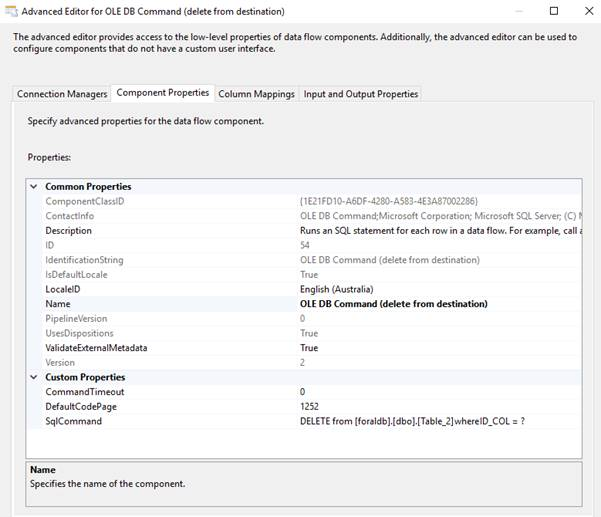 Advanced Editor for OLE DB Command (delete from destination)
The advanced editor provides access to the low-level properties of data flow components. Additionally, the advanced editor can be used to
configure components that do not have a custom user interface.
Connection Managers Component Properties Column Mappings Input and Output Properties
Specify advanced properties for the data flow component.
Properties:
Common Properties
ComponentClassID {1E21FD10-A6DF-4280-A583-4E3A87002286}
ContactInfo OLE DB Command;Microsoft Corporation; Microsoft SQL Server; (C) M
Description Runs an SQL statement for each row in a data flow. For example, call a
ID 54
IdentificationString OLE DB Command (delete from destination)
IsDefaultLocale True
LocaleID English (Australia)
Name OLE DB Command (delete from destination)
PipelineVersion 0
UsesDispositions True
ValidateExternalMetadata True
Version 2
Custom Properties
CommandTimeout 0
DefaultCodePage 1252
SqlCommand DELETE from [foraldb].[dbo].[Table_2]whereID_COL = ?
Name
Specifies the name of the component.